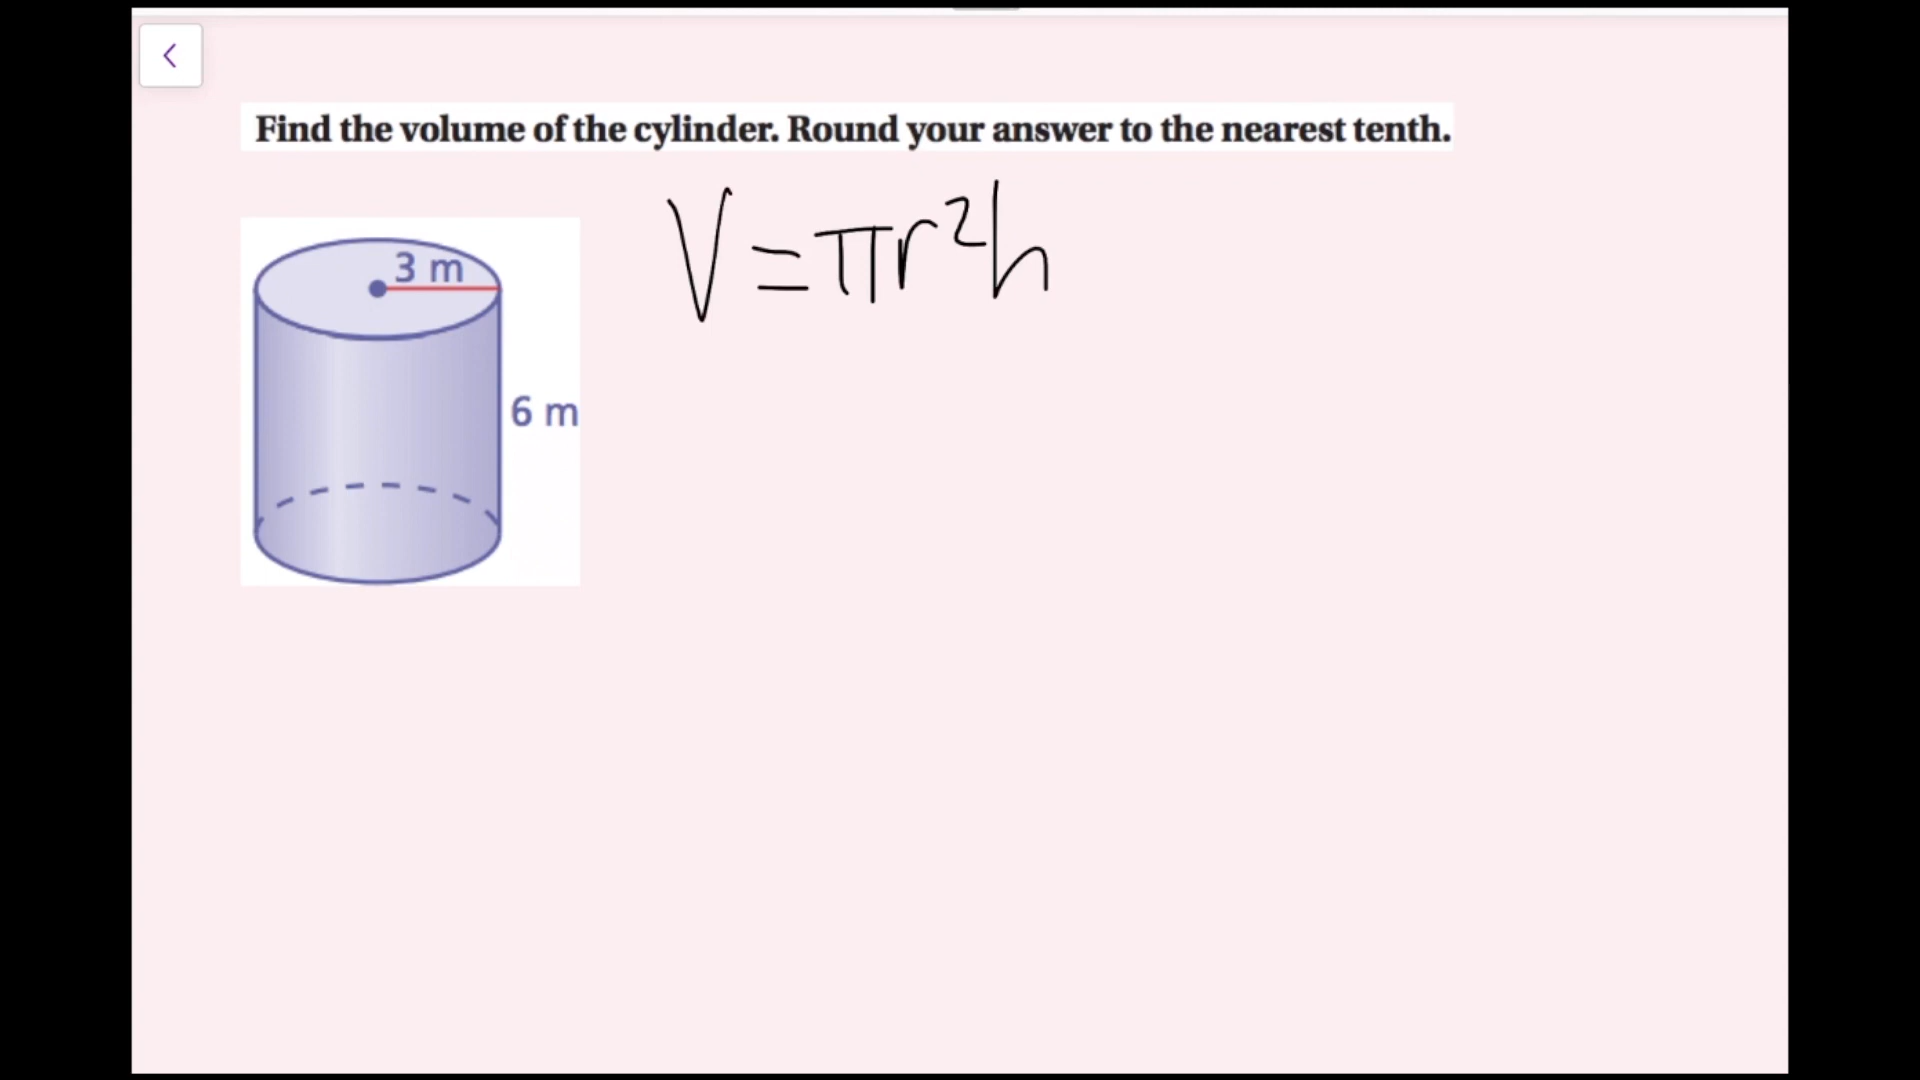 Find the volume of the cylinder. Round your answer to the nearest tenth.
V=πr²h
3 m
6 m